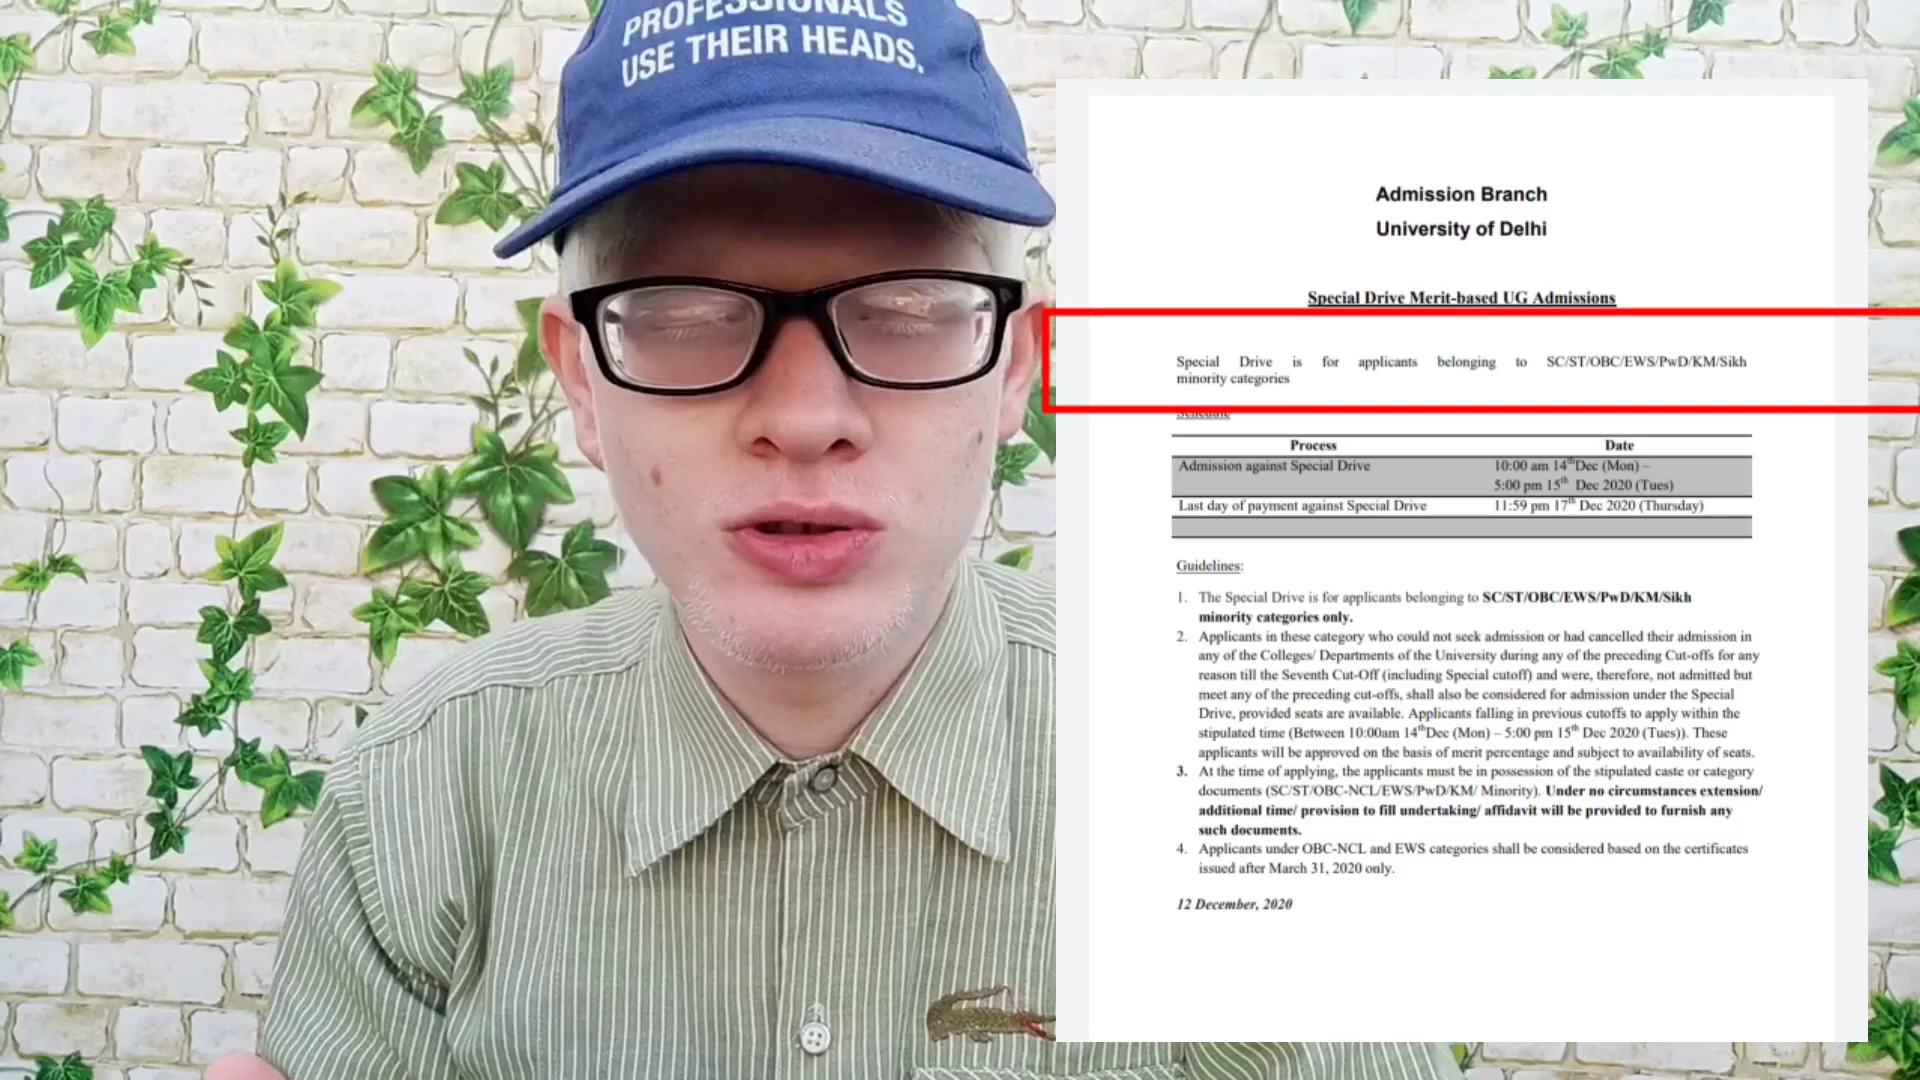 PROFESSIONALS
USE THEIR HEADS.
Admission Branch
University of Delhi
Special Drive Merit-based UG Admissions
Special Drive is for applicants belonging to SC/ST/OBC/EWS/PwD/KM/Sikh
minority categories
Schedule
Process Date
Admission against Special Drive 10:00 am 14th Dec (Mon) –
5:00 pm 15th Dec 2020 (Tues)
Last day of payment against Special Drive 11:59 pm 17th Dec 2020 (Thursday)
Guidelines:
1. The Special Drive is for applicants belonging to SC/ST/OBC/EWS/PwD/KM/Sikh
minority categories only.
2. Applicants in these category who could not seek admission or had cancelled their admission in
any of the Colleges/ Departments of the University during any of the preceding Cut-offs for any
reason till the Seventh Cut-Off (including Special cutoff) and were, therefore, not admitted but
meet any of the preceding cut-offs, shall also be considered for admission under the Special
Drive, provided seats are available. Applicants falling in previous cutoffs to apply within the
stipulated time (Between 10:00am 14thDec (Mon) – 5:00 pm 15th Dec 2020 (Tues)). These
applicants will be approved on the basis of merit percentage and subject to availability of seats.
3. At the time of applying, the applicants must be in possession of the stipulated caste or category
documents (SC/ST/OBC-NCL/EWS/PwD/KM/ Minority). Under no circumstances extension/
additional time/ provision to fill undertaking/ affidavit will be provided to furnish any
such documents.
4. Applicants under OBC-NCL and EWS categories shall be considered based on the certificates
issued after March 31, 2020 only.
12 December, 2020